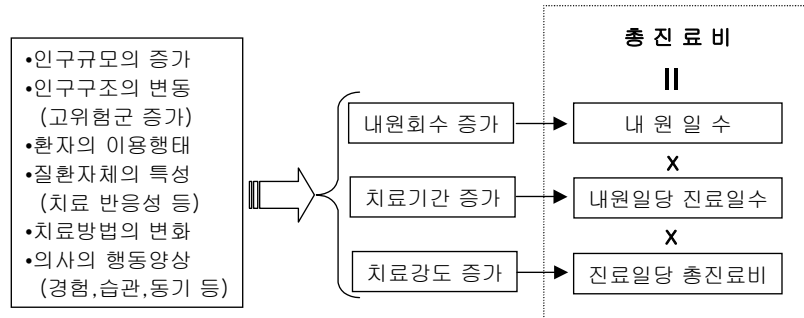 •인구규모의 증가
•인구구조의 변동
(고위험군 증가)
•환자의 이용행태
•질환자체의 특성
(치료 반응성 등)
•치료방법의 변화
•의사의 행동양상
(경험,습관,동기 등)
내원회수 증가
치료기간 증가
치료강도 증가
총 진 료 비
=
내 원 일 수
x
내원일당 진료일수
x
진료일당 총진료비